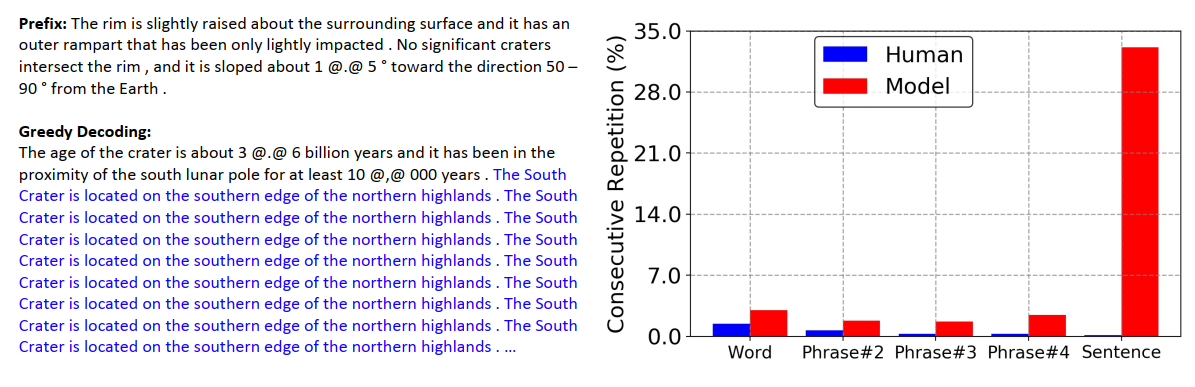 Prefix: The rim is slightly raised about the surrounding surface and it has an
outer rampart that has been only lightly impacted . No significant craters
intersect the rim , and it is sloped about 1 @.@ 5 ° toward the direction 50 –
90 ° from the Earth .
Greedy Decoding:
The age of the crater is about 3 @.@ 6 billion years and it has been in the
proximity of the south lunar pole for at least 10 @,@ 000 years . The South
Crater is located on the southern edge of the northern highlands . The South
Crater is located on the southern edge of the northern highlands . The South
Crater is located on the southern edge of the northern highlands . The South
Crater is located on the southern edge of the northern highlands . The South
Crater is located on the southern edge of the northern highlands . The South
Crater is located on the southern edge of the northern highlands . The South
Crater is located on the southern edge of the northern highlands . The South
Crater is located on the southern edge of the northern highlands . ...
Consecutive Repetition (%)
35.0
28.0
21.0
14.0
7.0
0.0
Human
Model
Word Phrase#2 Phrase#3 Phrase#4 Sentence